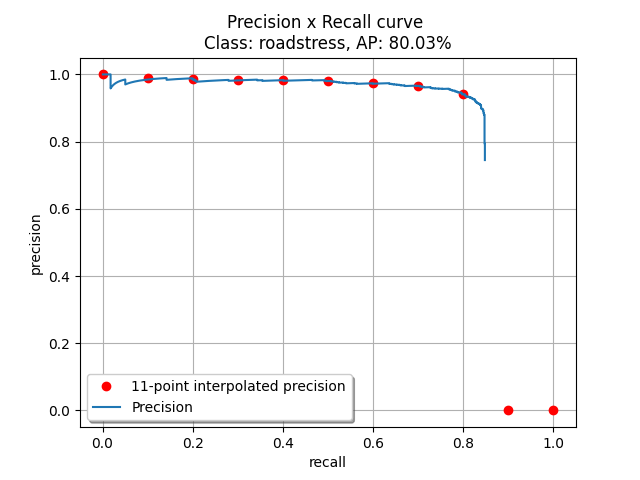 Precision x Recall curve
Class: roadstress, AP: 80.03%
1.0
0.8
0.6
0.4
0.2
0.0
precision
11-point interpolated precision
Precision
0.0 0.2 0.4 0.6 0.8 1.0
recall